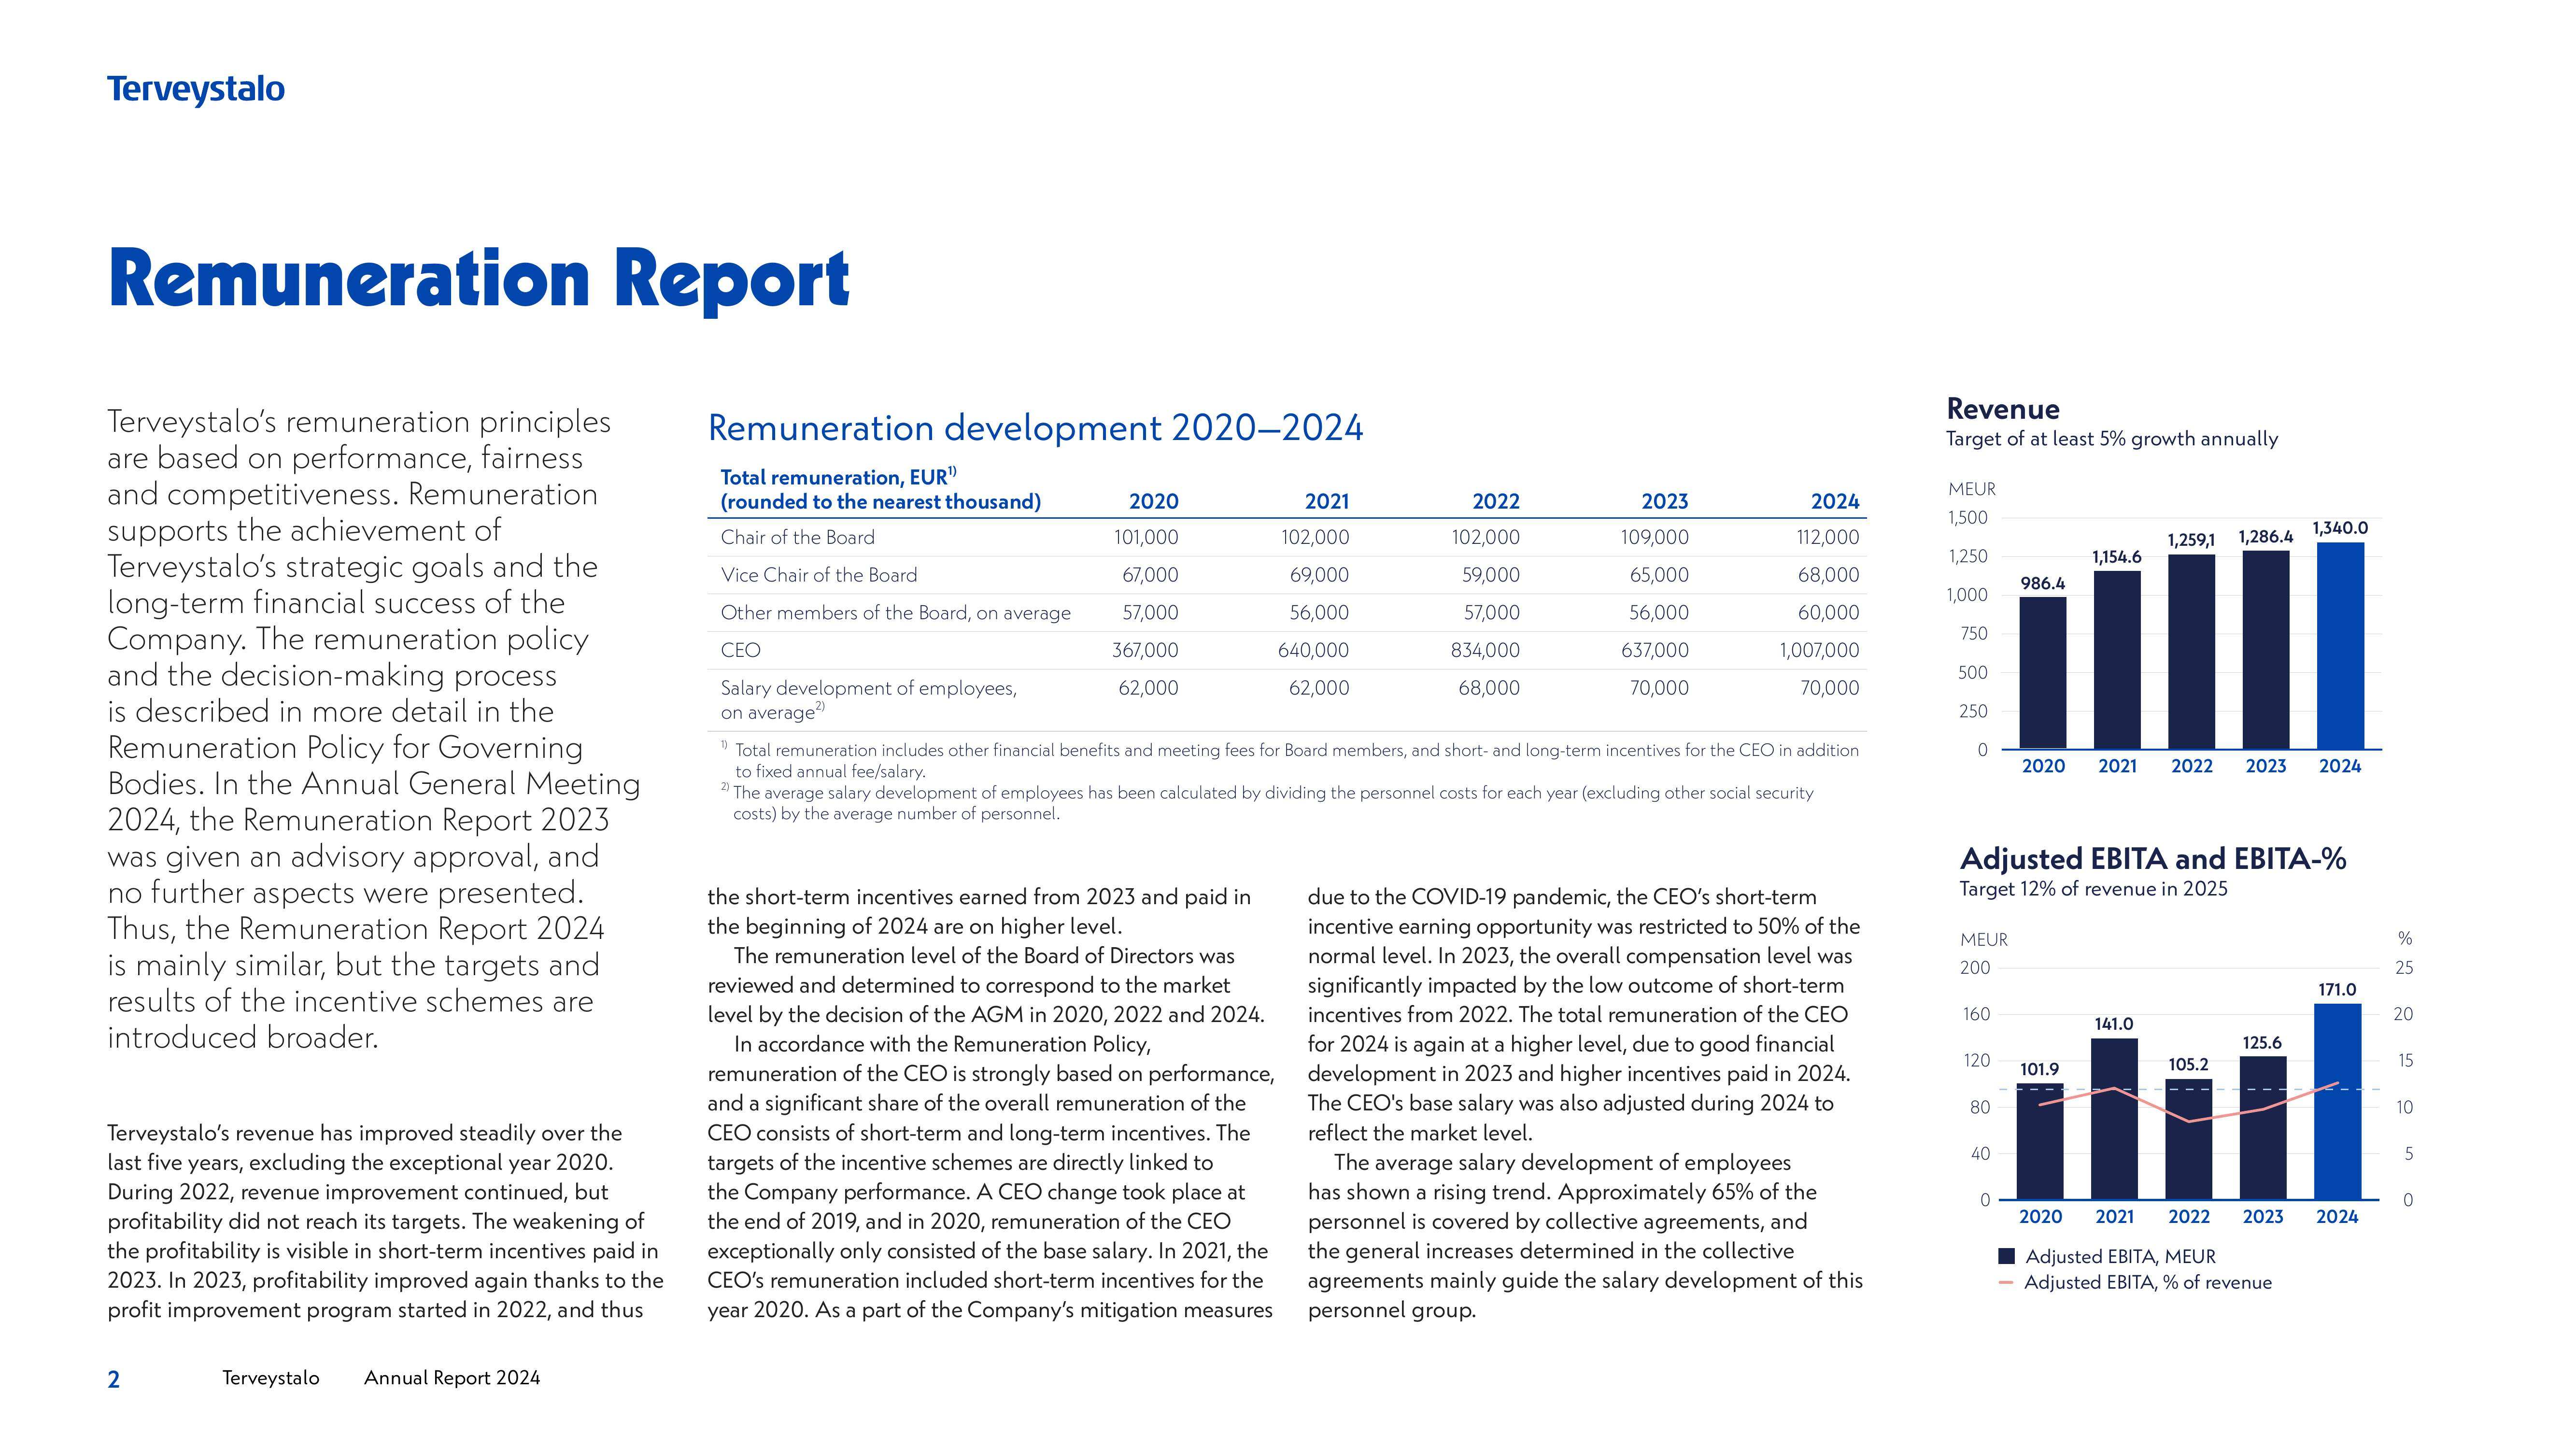 Terveystalo
Remuneration Report
Terveystalo’s remuneration principles
are based on performance, fairness
and competitiveness. Remuneration
supports the achievement of
Terveystalo’s strategic goals and the
long-term financial success of the
Company. The remuneration policy
and the decision-making process
is described in more detail in the
Remuneration Policy for Governing
Bodies. In the Annual General Meeting
2024, the Remuneration Report 2023
was given an advisory approval, and
no further aspects were presented.
Thus, the Remuneration Report 2024
is mainly similar, but the targets and
results of the incentive schemes are
introduced broader.
Terveystalo’s revenue has improved steadily over the
last five years, excluding the exceptional year 2020.
During 2022, revenue improvement continued, but
profitability did not reach its targets. The weakening of
the profitability is visible in short-term incentives paid in
2023. In 2023, profitability improved again thanks to the
profit improvement program started in 2022, and thus
Remuneration development 2020–2024
Total remuneration, EUR1)
(rounded to the nearest thousand) 2020 2021 2022 2023 2024
Chair of the Board 101,000 102,000 102,000 109,000 112,000
Vice Chair of the Board 67,000 69,000 59,000 65,000 68,000
Other members of the Board, on average 57,000 56,000 57,000 56,000 60,000
CEO 367,000 640,000 834,000 637,000 1,007,000
Salary development of employees, 62,000 62,000 68,000 70,000 70,000
on average2)
1) Total remuneration includes other financial benefits and meeting fees for Board members, and short- and long-term incentives for the CEO in addition
to fixed annual fee/salary.
2) The average salary development of employees has been calculated by dividing the personnel costs for each year (excluding other social security
costs) by the average number of personnel.
the short-term incentives earned from 2023 and paid in
the beginning of 2024 are on higher level.
The remuneration level of the Board of Directors was
reviewed and determined to correspond to the market
level by the decision of the AGM in 2020, 2022 and 2024.
In accordance with the Remuneration Policy,
remuneration of the CEO is strongly based on performance,
and a significant share of the overall remuneration of the
CEO consists of short-term and long-term incentives. The
targets of the incentive schemes are directly linked to
the Company performance. A CEO change took place at
the end of 2019, and in 2020, remuneration of the CEO
exceptionally only consisted of the base salary. In 2021, the
CEO’s remuneration included short-term incentives for the
year 2020. As a part of the Company’s mitigation measures
due to the COVID-19 pandemic, the CEO’s short-term
incentive earning opportunity was restricted to 50% of the
normal level. In 2023, the overall compensation level was
significantly impacted by the low outcome of short-term
incentives from 2022. The total remuneration of the CEO
for 2024 is again at a higher level, due to good financial
development in 2023 and higher incentives paid in 2024.
The CEO's base salary was also adjusted during 2024 to
reflect the market level.
The average salary development of employees
has shown a rising trend. Approximately 65% of the
personnel is covered by collective agreements, and
the general increases determined in the collective
agreements mainly guide the salary development of this
personnel group.
Revenue
Target of at least 5% growth annually
MEUR
1,500
1,250
1,000
750
500
250
0
986.4
1,154.6
1,259,1
1,286.4
1,340.0
2020 2021 2022 2023 2024
Adjusted EBITA and EBITA-%
Target 12% of revenue in 2025
MEUR %
200 25
160 20
120 15
80 10
40 5
0 0
101.9
141.0
105.2
125.6
171.0
2020 2021 2022 2023 2024
Adjusted EBITA, MEUR
Adjusted EBITA, % of revenue
2 Terveystalo Annual Report 2024